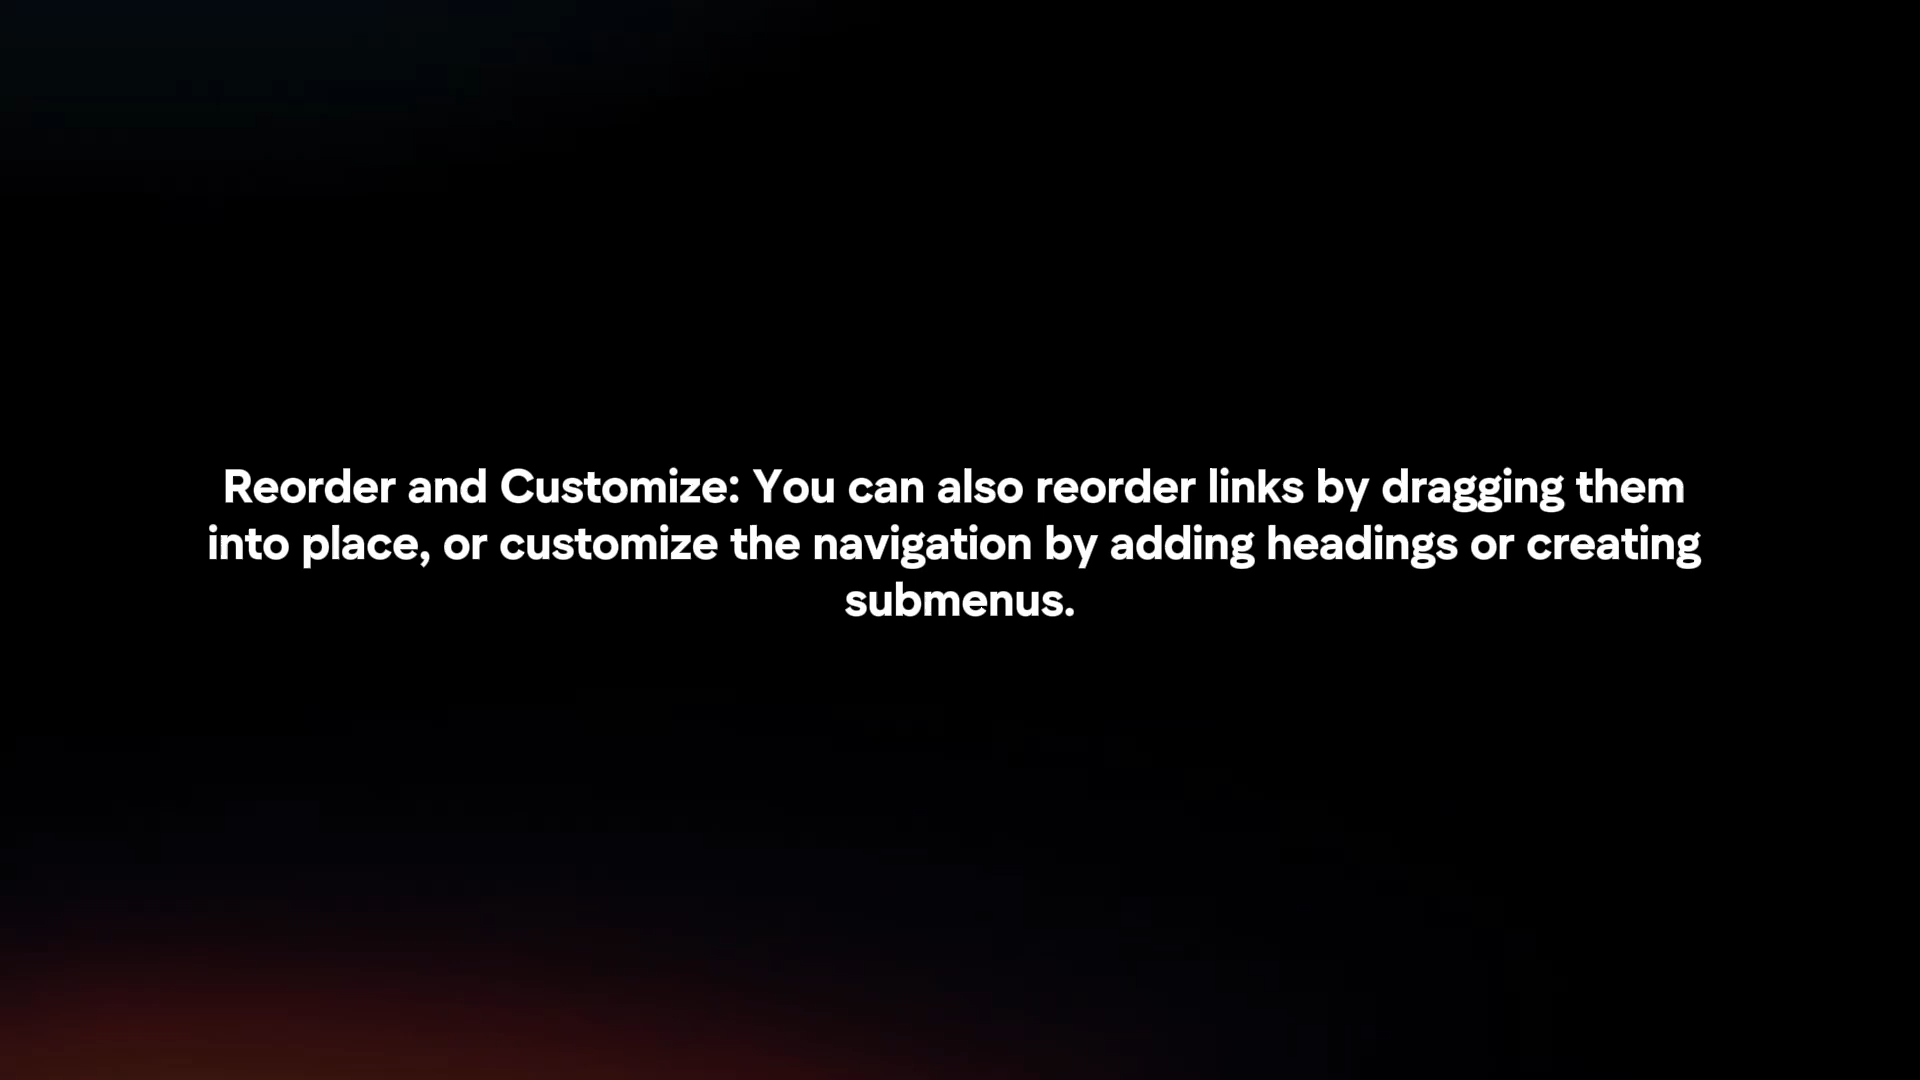 Reorder and Customize: You can also reorder links by dragging them
into place, or customize the navigation by adding headings or creating
submenus.